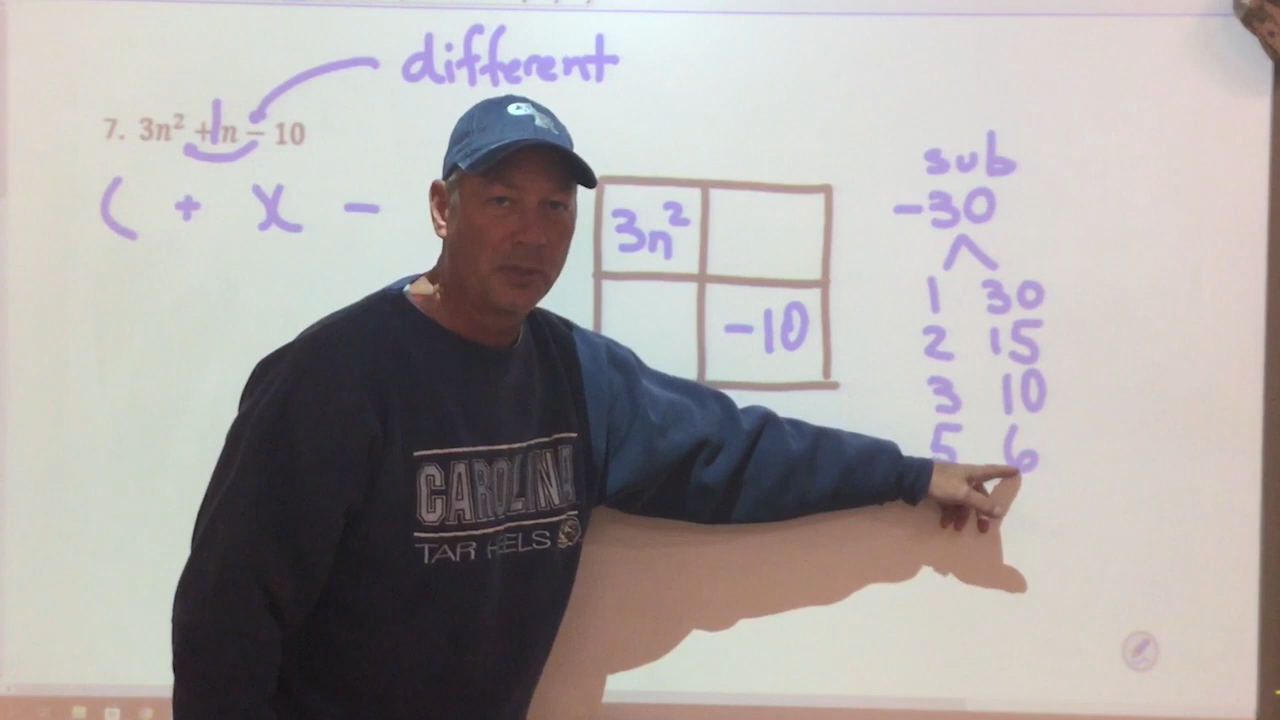 different
7. 3n² + 1n − 10
( + X −
3n²
-10
sub
-30
1 30
2 15
3 10
5 6
CAROLINA
TAR HEELS